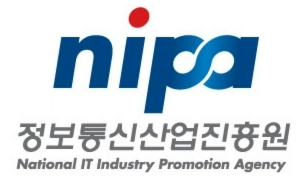 nipa
정보통신산업진흥원
National IT Industry Promotion Agency